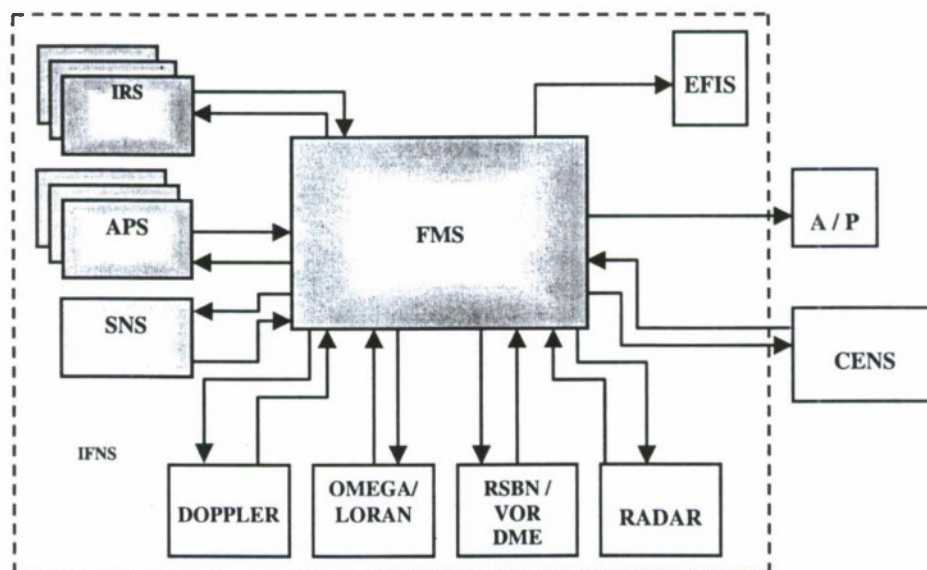 IRS
EFIS
APS
FMS
A / P
SNS
CENS
IFNS
DOPPLER
OMEGA/
LORAN
RSBN /
VOR
DME
RADAR